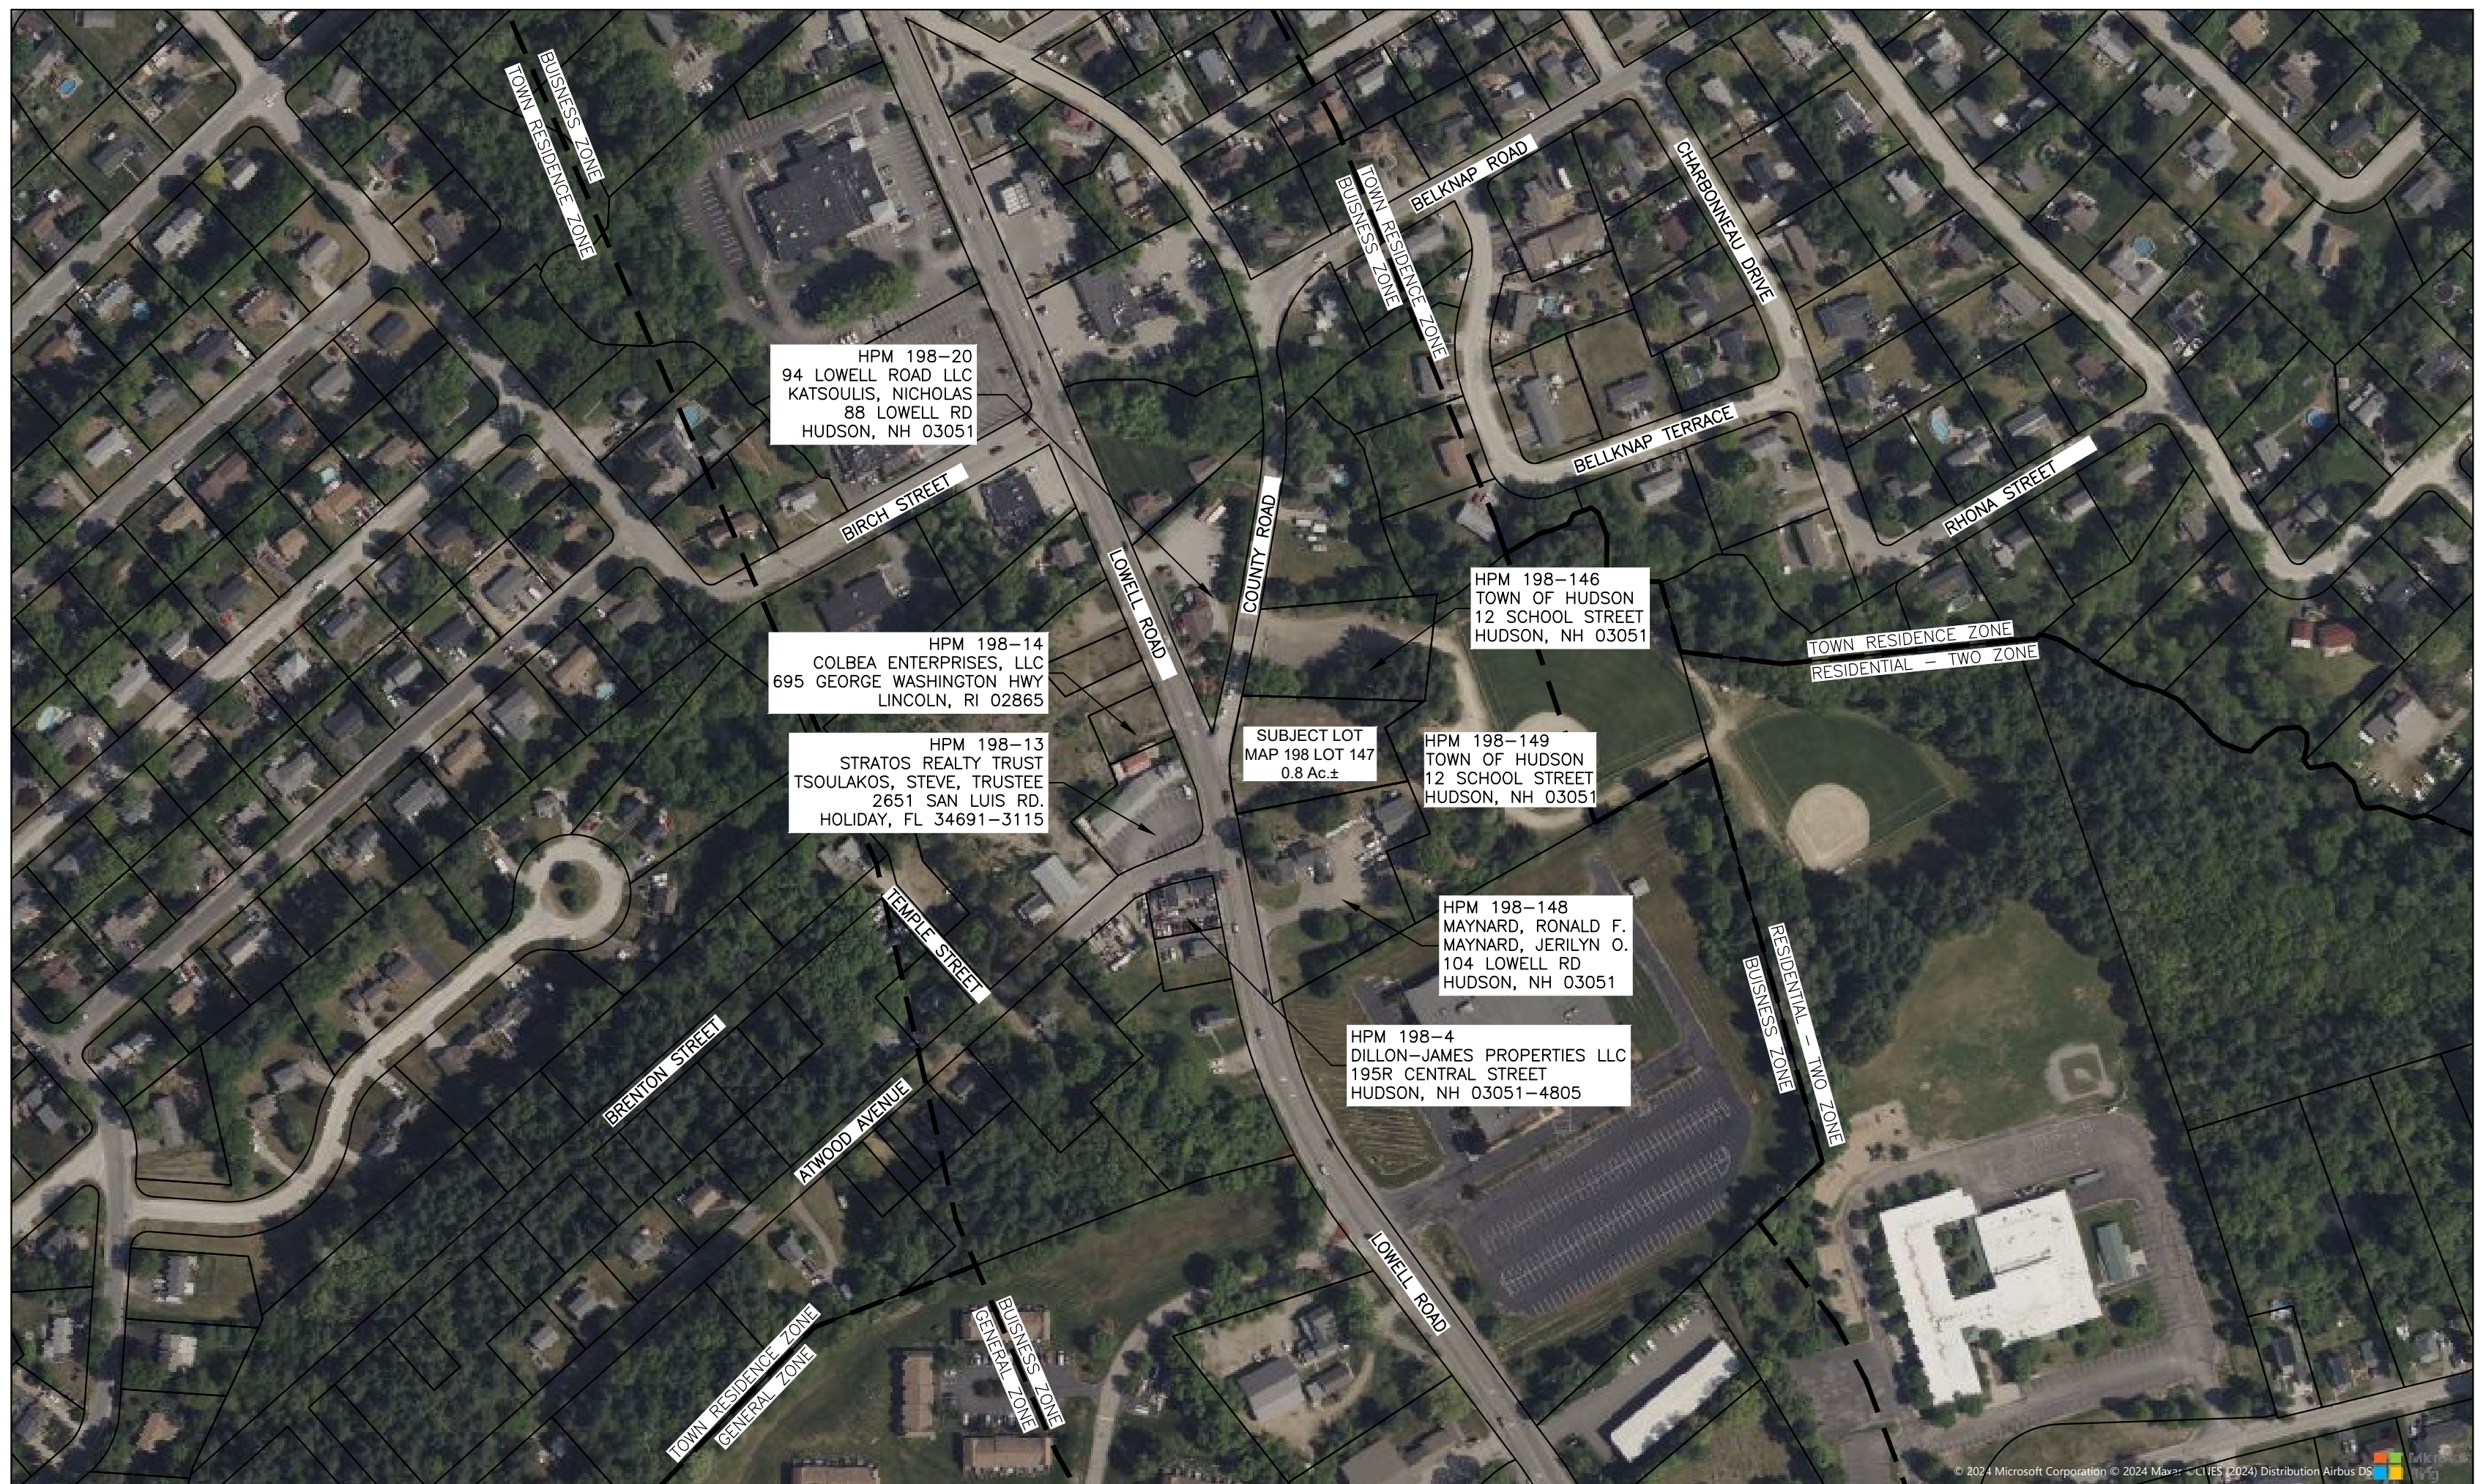 BUISNESS ZONE
TOWN RESIDENCE ZONE
BELKNAP ROAD
CHARBONNEAU DRIVE
TOWN RESIDENCE ZONE
BUISNESS ZONE
HPM 198-20
94 LOWELL ROAD LLC
KATSOULIS, NICHOLAS
88 LOWELL RD
HUDSON, NH 03051
BELLKNAP TERRACE
RHONA STREET
BIRCH STREET
COUNTY ROAD
LOWELL ROAD
HPM 198-146
TOWN OF HUDSON
12 SCHOOL STREET
HUDSON, NH 03051
TOWN RESIDENCE ZONE
RESIDENTIAL - TWO ZONE
HPM 198-14
COLBEA ENTERPRISES, LLC
695 GEORGE WASHINGTON HWY
LINCOLN, RI 02865
SUBJECT LOT
MAP 198 LOT 147
0.8 Ac.±
HPM 198-149
TOWN OF HUDSON
12 SCHOOL STREET
HUDSON, NH 03051
HPM 198-13
STRATOS REALTY TRUST
TSOULAKOS, STEVE, TRUSTEE
2651 SAN LUIS RD.
HOLIDAY, FL 34691-3115
TEMPLE STREET
HPM 198-148
MAYNARD, RONALD F.
MAYNARD, JERILYN O.
104 LOWELL RD
HUDSON, NH 03051
RESIDENTIAL - TWO ZONE
BUISNESS ZONE
BRENTON STREET
HPM 198-4
DILLON-JAMES PROPERTIES LLC
195R CENTRAL STREET
HUDSON, NH 03051-4805
ATWOOD AVENUE
LOWELL ROAD
TOWN RESIDENCE ZONE
GENERAL ZONE
BUISNESS ZONE
GENERAL ZONE
© 2024 Microsoft Corporation © 2024 Maxar ©CNES (2024) Distribution Airbus DS